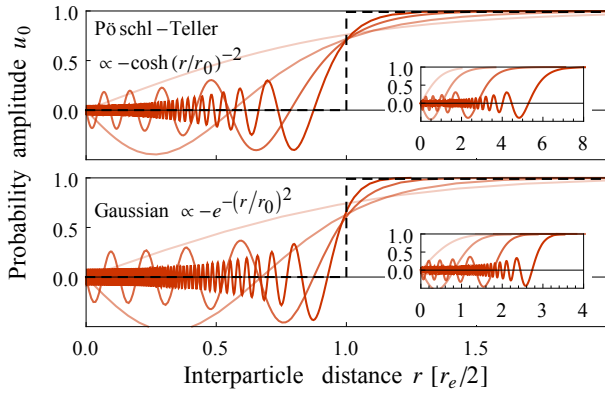 Probability amplitude u₀
1.0
0.5
0.0
Pöschl–Teller
∝ -cosh (r/r₀)⁻²
1.0
0.5
0.0
0 2 4 6 8
1.0
0.5
0.0
Gaussian ∝ -e^-(r/r₀)²
1.0
0.5
0.0
0 1 2 3 4
0.0 0.5 1.0 1.5
Interparticle distance r [rₑ/2]